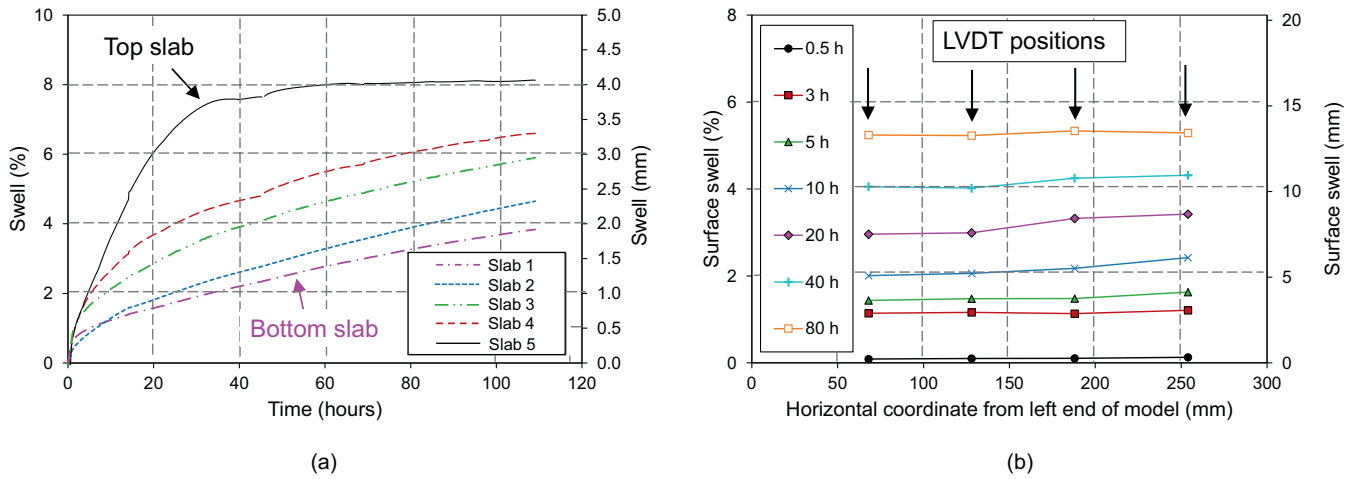 10
8
6
4
2
0
Swell (%)
5.0
4.5
4.0
3.5
3.0
2.5
2.0
1.5
1.0
0.5
0.0
Swell (mm)
Top slab
Bottom slab
Slab 1
Slab 2
Slab 3
Slab 4
Slab 5
0 20 40 60 80 100 120
Time (hours)
(a)
8
6
4
2
0
Surface swell (%)
20
15
10
5
0
Surface swell (mm)
LVDT positions
0.5 h
3 h
5 h
10 h
20 h
40 h
80 h
0 50 100 150 200 250 300
Horizontal coordinate from left end of model (mm)
(b)